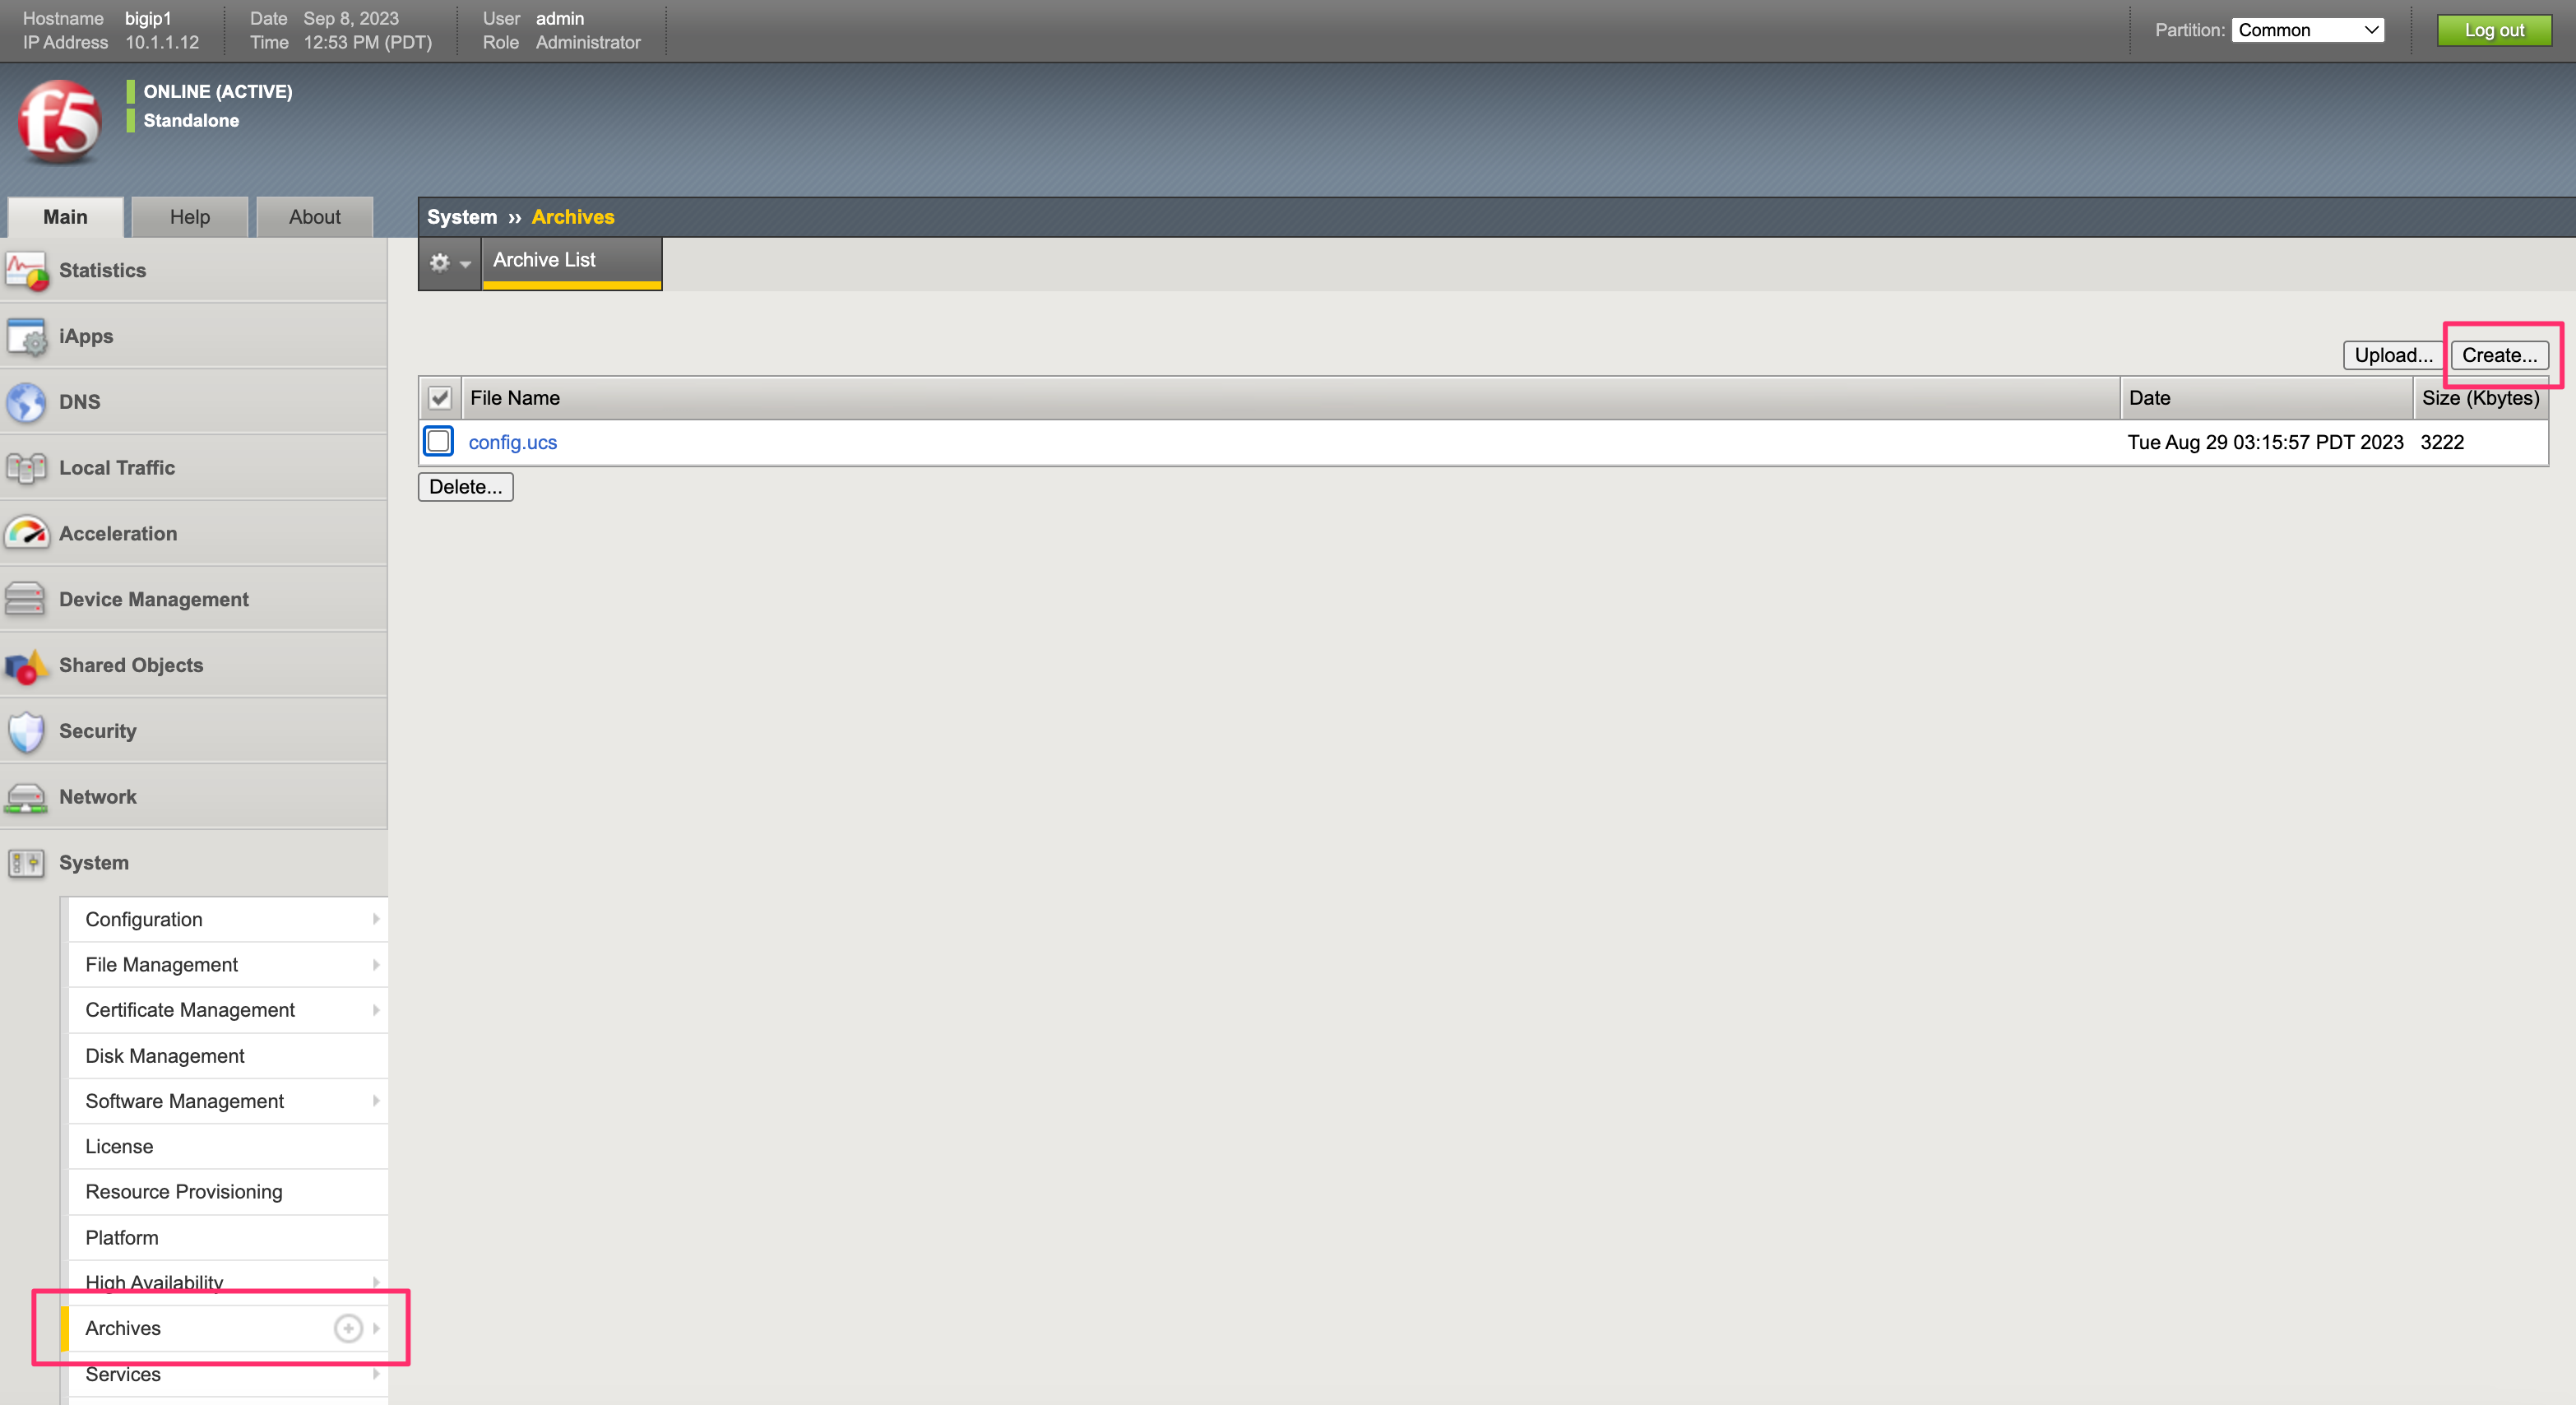 Hostname bigip1 Date Sep 8, 2023 User admin
IP Address 10.1.1.12 Time 12:53 PM (PDT) Role Administrator
Partition: Common Log out
f5
ONLINE (ACTIVE)
Standalone
Main Help About
System ›› Archives
Archive List
Upload... Create...
File Name Date Size (Kbytes)
config.ucs Tue Aug 29 03:15:57 PDT 2023 3222
Delete...
Statistics
iApps
DNS
Local Traffic
Acceleration
Device Management
Shared Objects
Security
Network
System
Configuration
File Management
Certificate Management
Disk Management
Software Management
License
Resource Provisioning
Platform
High Availability
Archives
Services